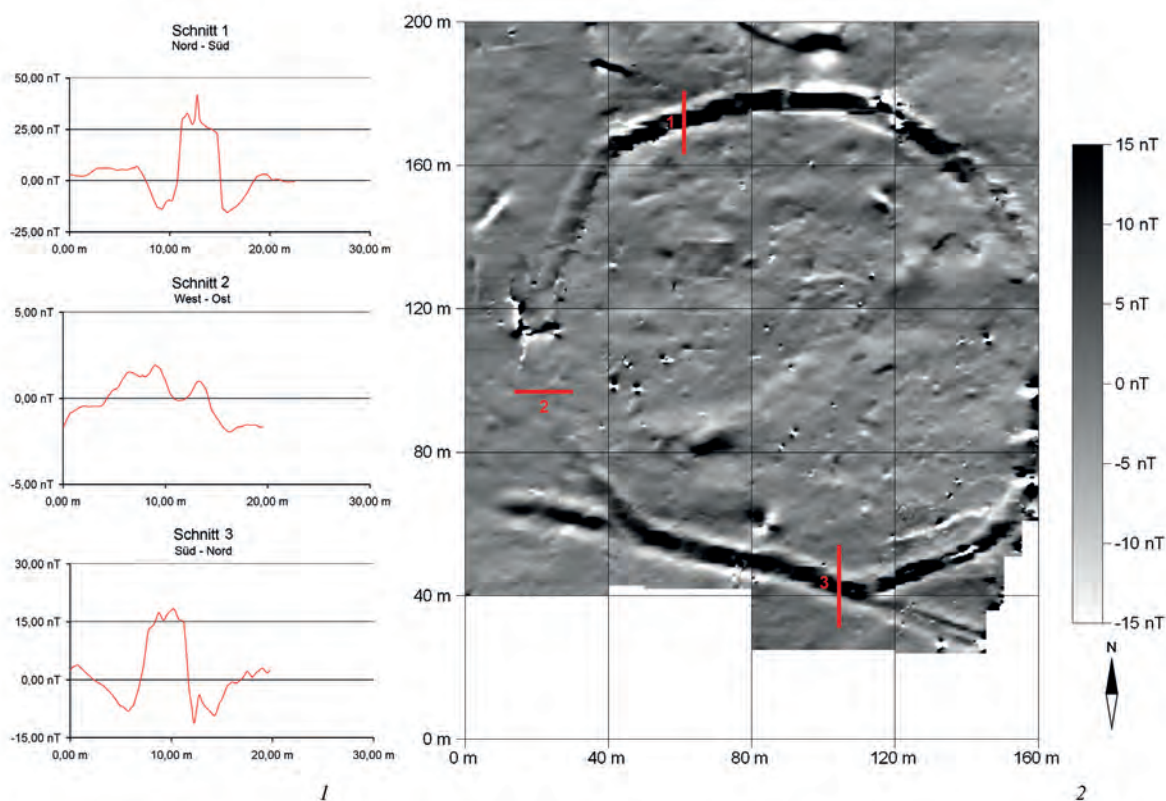 Schnitt 1
Nord - Süd
50,00 nT
25,00 nT
0,00 nT
-25,00 nT
0,00 m
10,00 m
20,00 m
30,00 m
Schnitt 2
West - Ost
5,00 nT
0,00 nT
-5,00 nT
0,00 m
10,00 m
20,00 m
30,00 m
Schnitt 3
Süd - Nord
30,00 nT
15,00 nT
0,00 nT
-15,00 nT
0,00 m
10,00 m
20,00 m
30,00 m
1
200 m
160 m
120 m
80 m
40 m
0 m
0 m
40 m
80 m
120 m
160 m
1
2
3
15 nT
10 nT
5 nT
0 nT
-5 nT
-10 nT
-15 nT
N
2